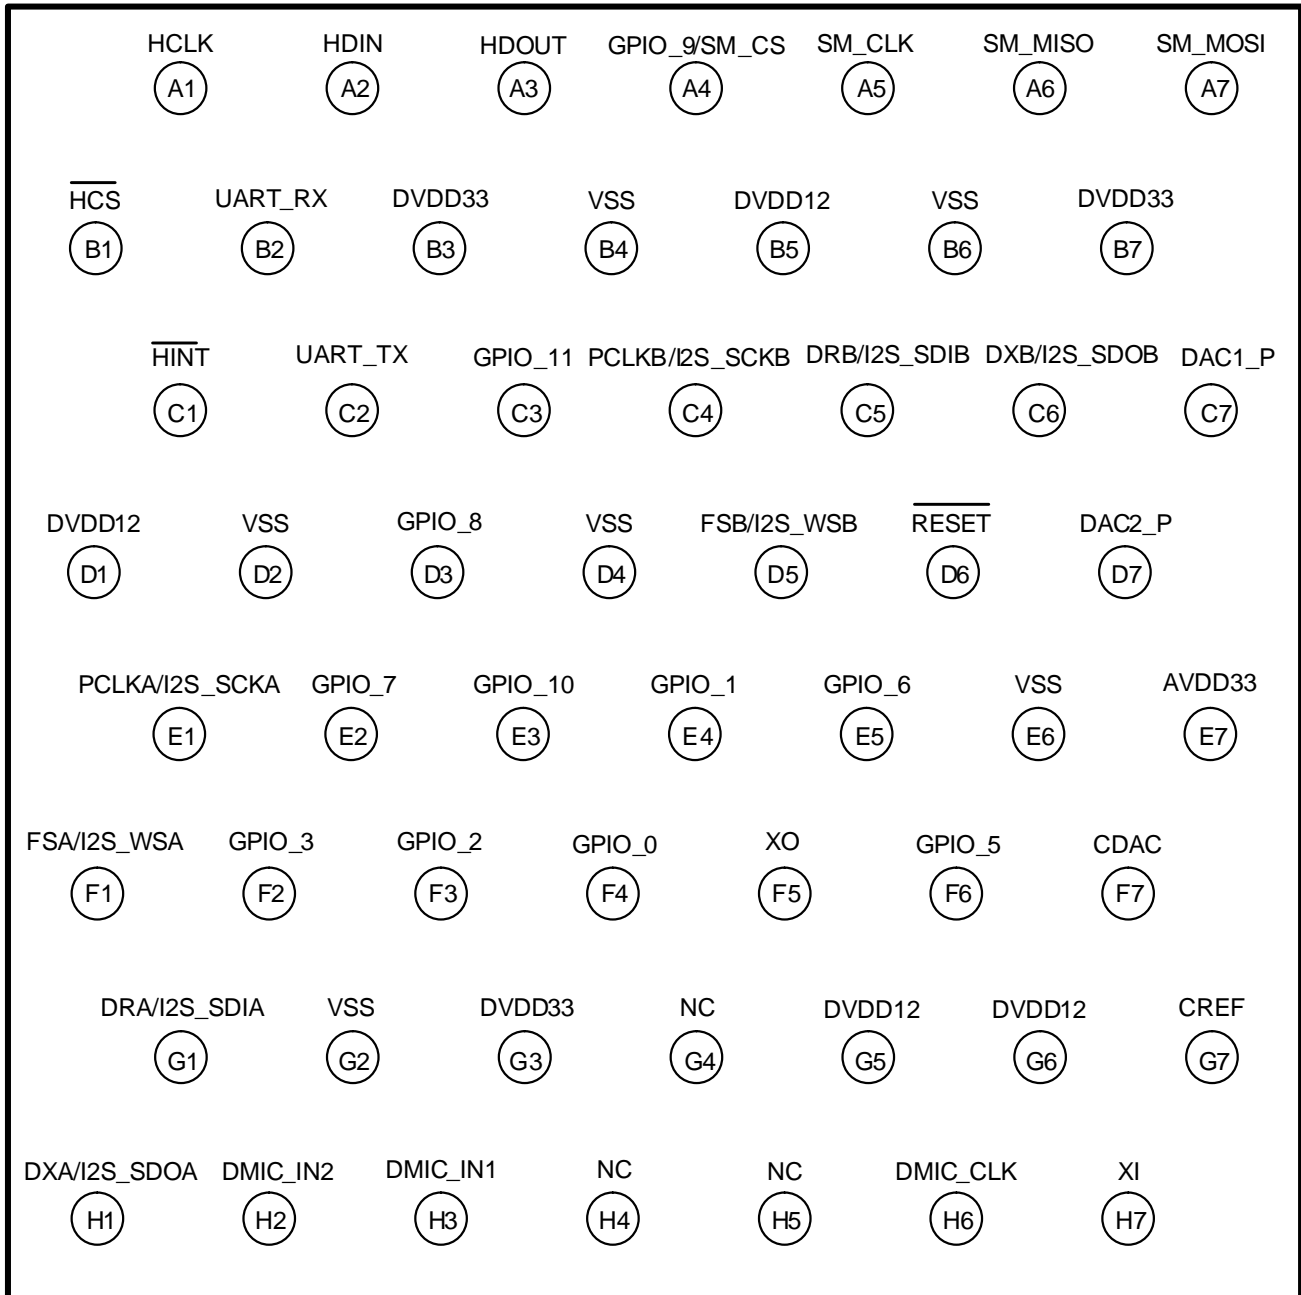 HCLK HDIN HDOUT GPIO_9/SM_CS SM_CLK SM_MISO SM_MOSI
A1 A2 A3 A4 A5 A6 A7
HCS UART_RX DVDD33 VSS DVDD12 VSS DVDD33
B1 B2 B3 B4 B5 B6 B7
HINT UART_TX GPIO_11 PCLKB/I2S_SCKB DRB/I2S_SDIB DXB/I2S_SDOB DAC1_P
C1 C2 C3 C4 C5 C6 C7
DVDD12 VSS GPIO_8 VSS FSB/I2S_WSB RESET DAC2_P
D1 D2 D3 D4 D5 D6 D7
PCLKA/I2S_SCKA GPIO_7 GPIO_10 GPIO_1 GPIO_6 VSS AVDD33
E1 E2 E3 E4 E5 E6 E7
FSA/I2S_WSA GPIO_3 GPIO_2 GPIO_0 XO GPIO_5 CDAC
F1 F2 F3 F4 F5 F6 F7
DRA/I2S_SDIA VSS DVDD33 NC DVDD12 DVDD12 CREF
G1 G2 G3 G4 G5 G6 G7
DXA/I2S_SDOA DMIC_IN2 DMIC_IN1 NC NC DMIC_CLK XI
H1 H2 H3 H4 H5 H6 H7